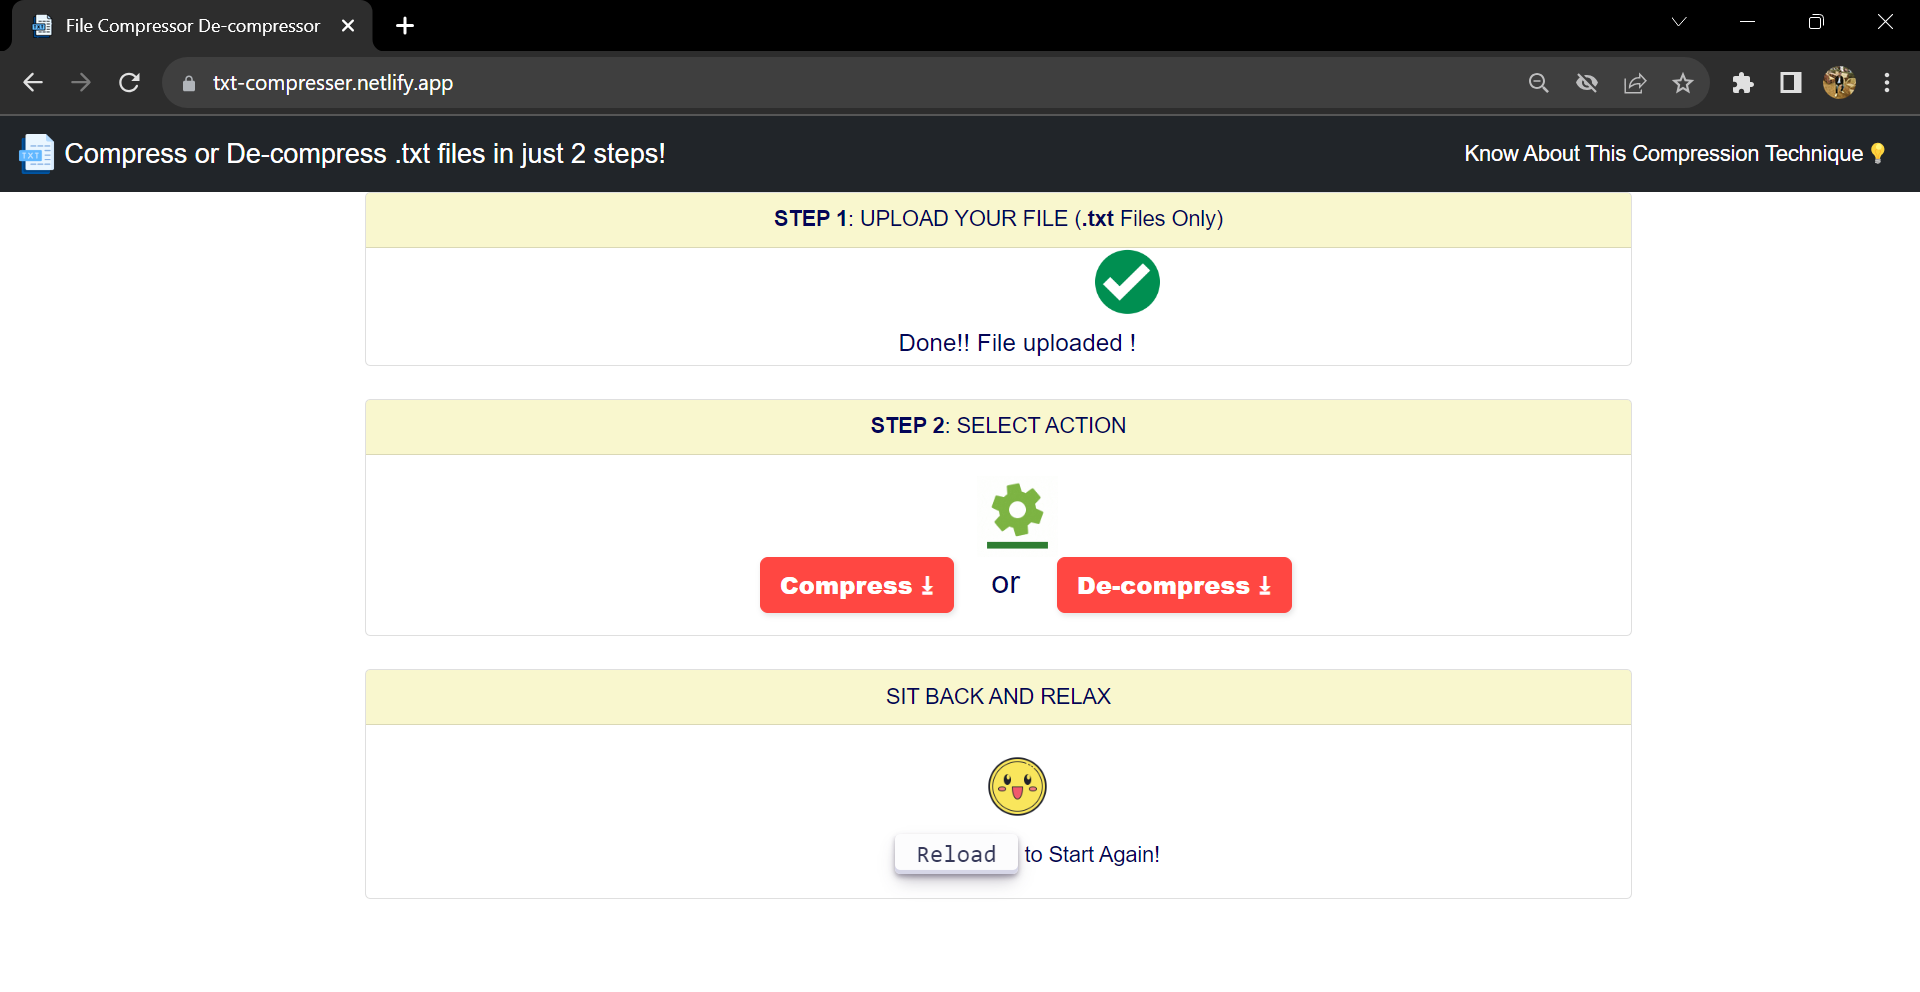 File Compressor De-compressor
txt-compresser.netlify.app
TXT Compress or De-compress .txt files in just 2 steps!
Know About This Compression Technique💡
STEP 1: UPLOAD YOUR FILE (.txt Files Only)
Done!! File uploaded !
STEP 2: SELECT ACTION
Compress ⤓ or De-compress ⤓
SIT BACK AND RELAX
Reload to Start Again!